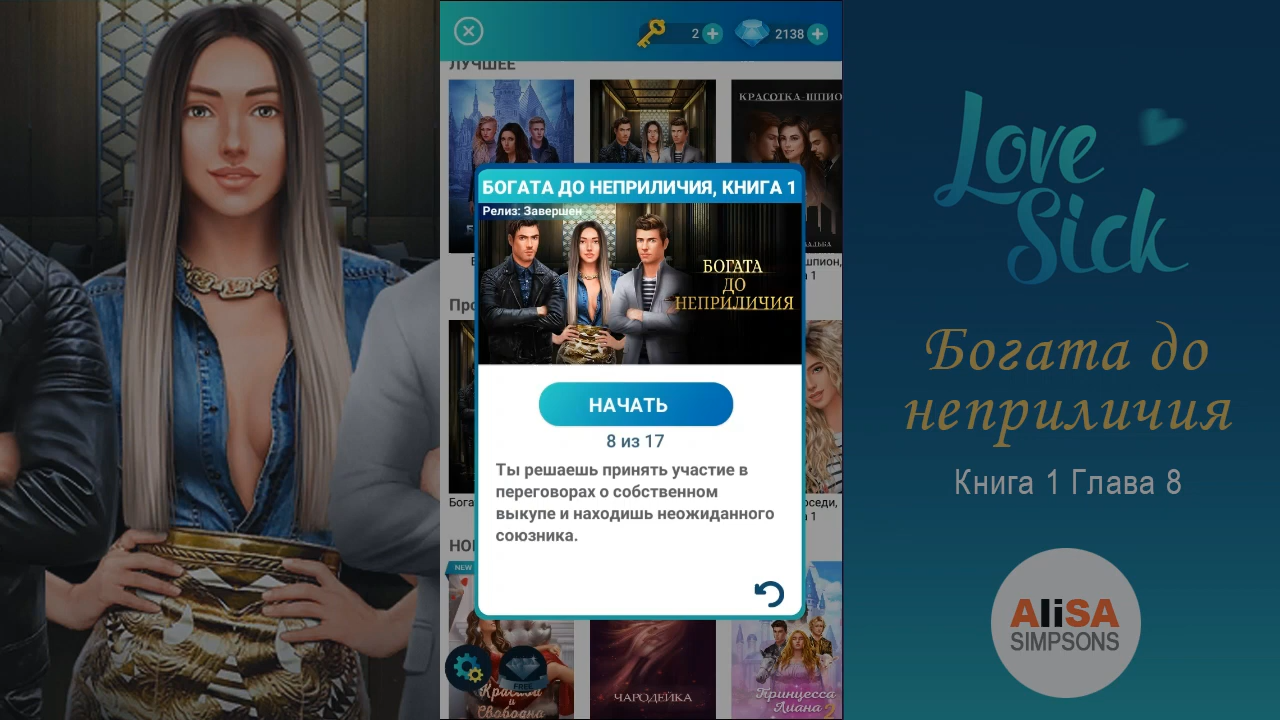 2
2138
ЛУЧШЕЕ
КРАСОТКА-ШПИО
БОГАТА ДО НЕПРИЛИЧИЯ, КНИГА 1
Релиз: Завершен
БОГАТА
ДО
НЕПРИЛИЧИЯ
НАЧАТЬ
8 из 17
Ты решаешь принять участие в
переговорах о собственном
выкупе и находишь неожиданного
союзника.
NEW
FREE
Красива
и
Свободна
ЧАРОДЕЙКА
Принцесса
Лиана 2
Love
Sick
Богата до
неприличия
Книга 1 Глава 8
AliSA
SIMPSONS